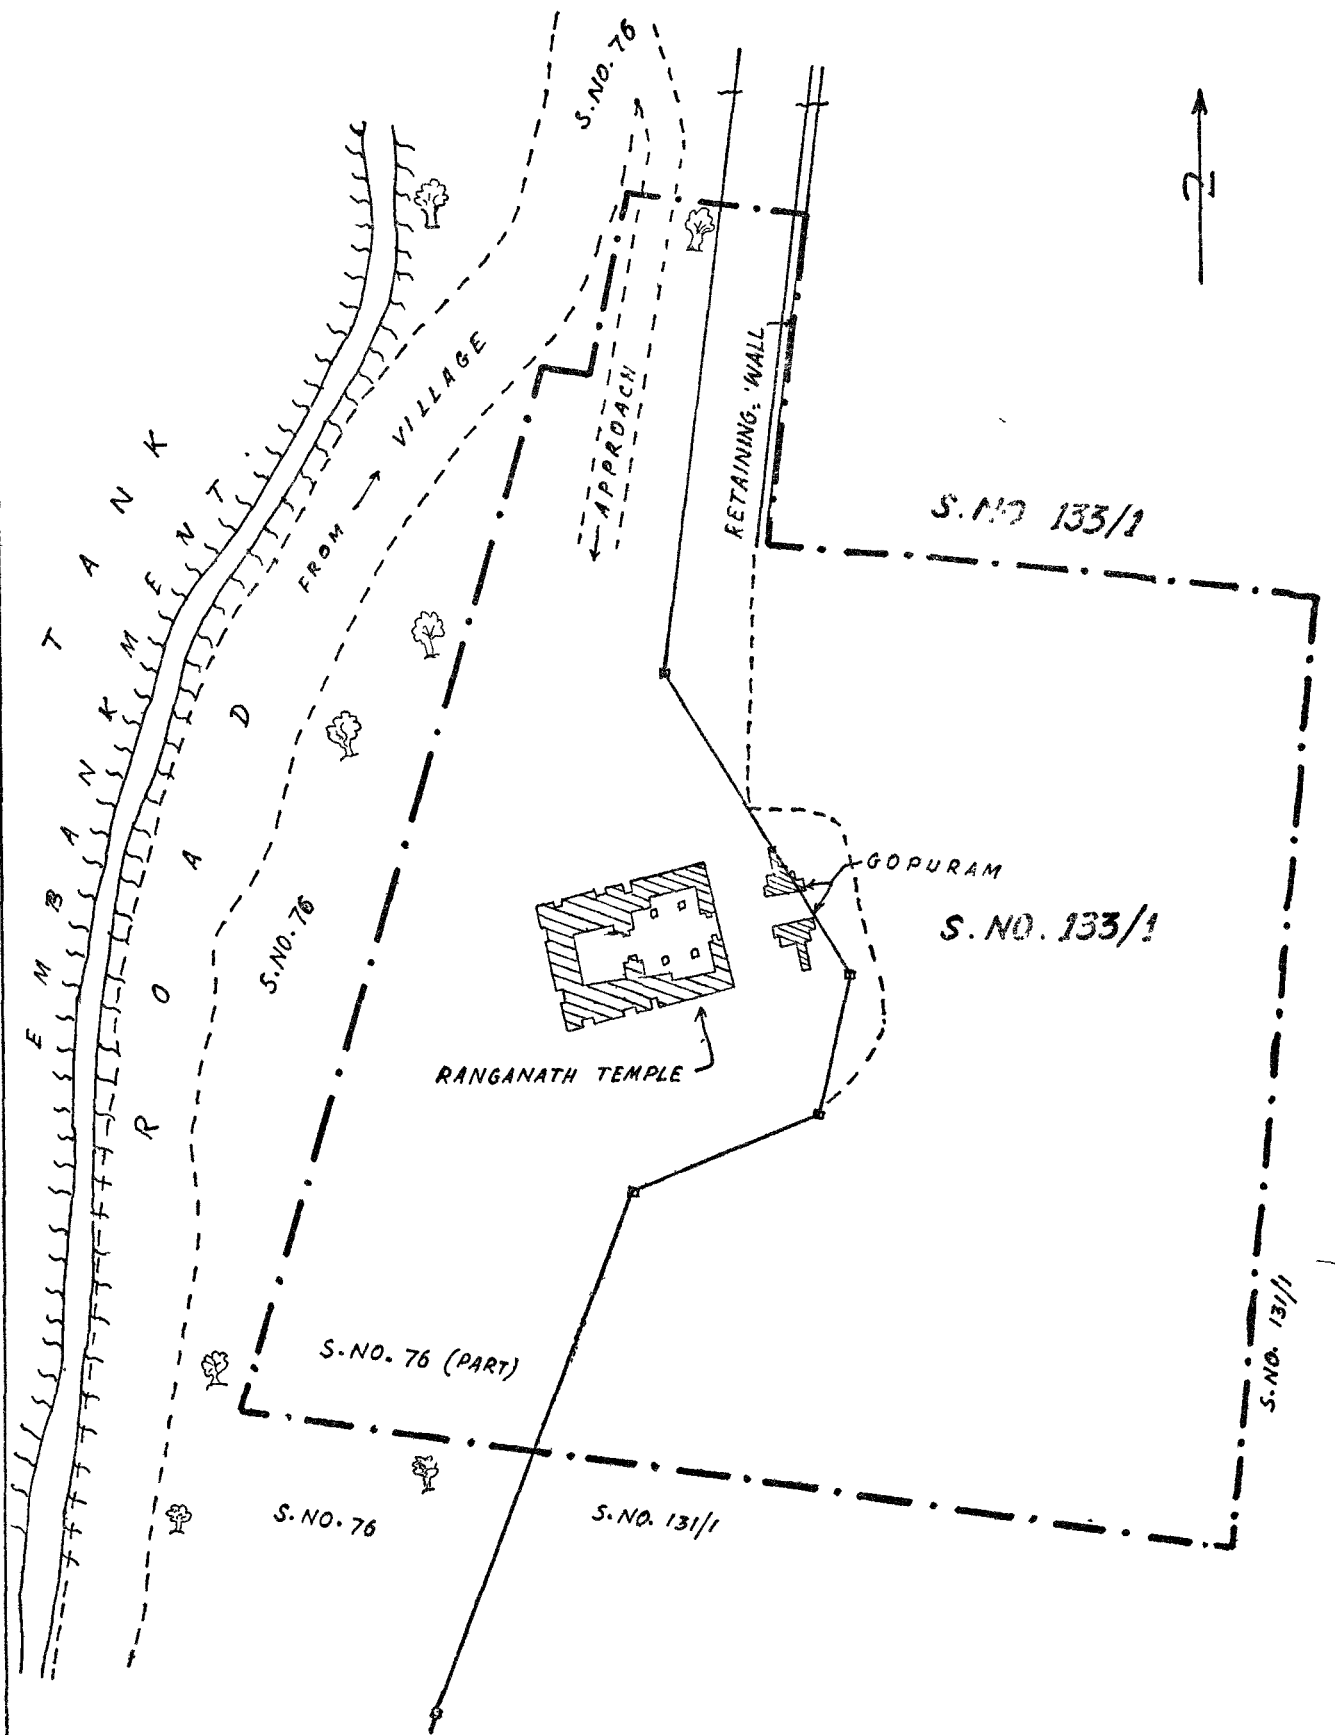 S.NO. 76
N
FROM → VILLAGE
APPROACH
RETAINING WALL
TANK
EMBANKMENT
ROAD
S.NO 133/1
S.NO. 76
GOPURAM
S.NO. 133/1
RANGANATH TEMPLE
S.NO. 131/1
S.NO. 76 (PART)
S.NO. 76
S.NO. 131/1